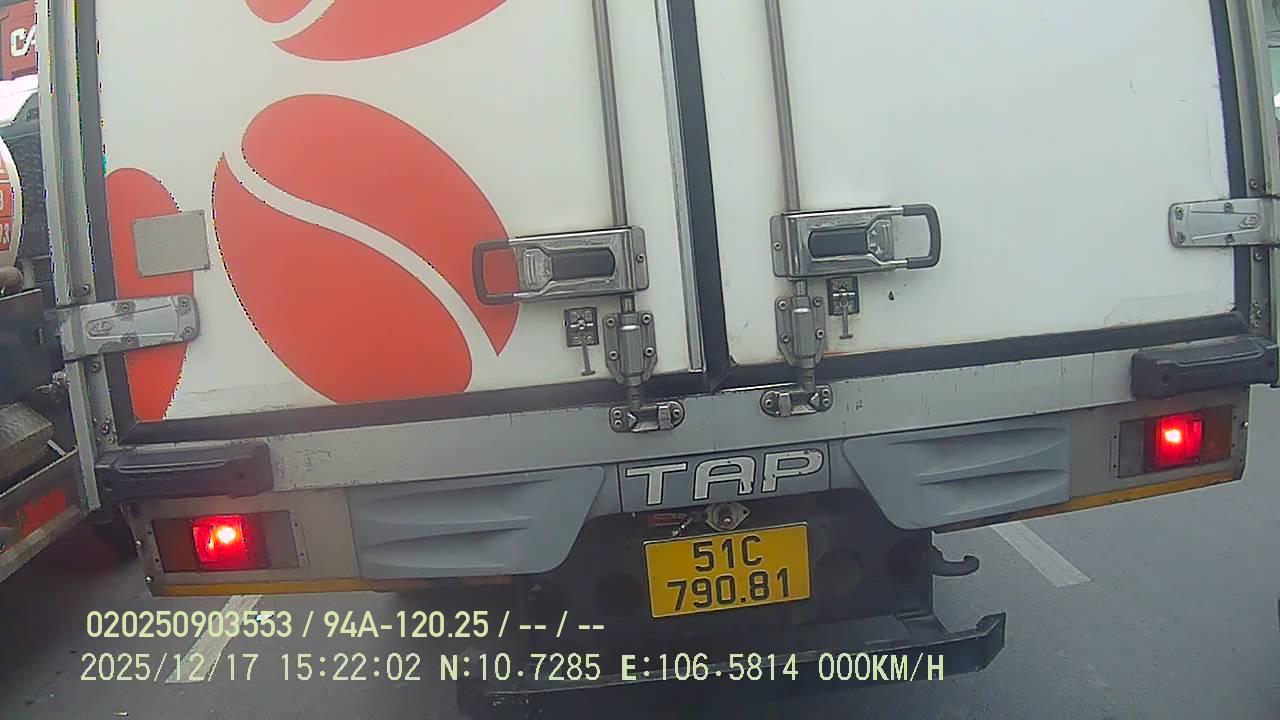 CA
TAP
51C
790.81
020250903553 / 94A-120.25 / -- / --
2025/12/17 15:22:02 N:10.7285 E:106.5814 000KM/H